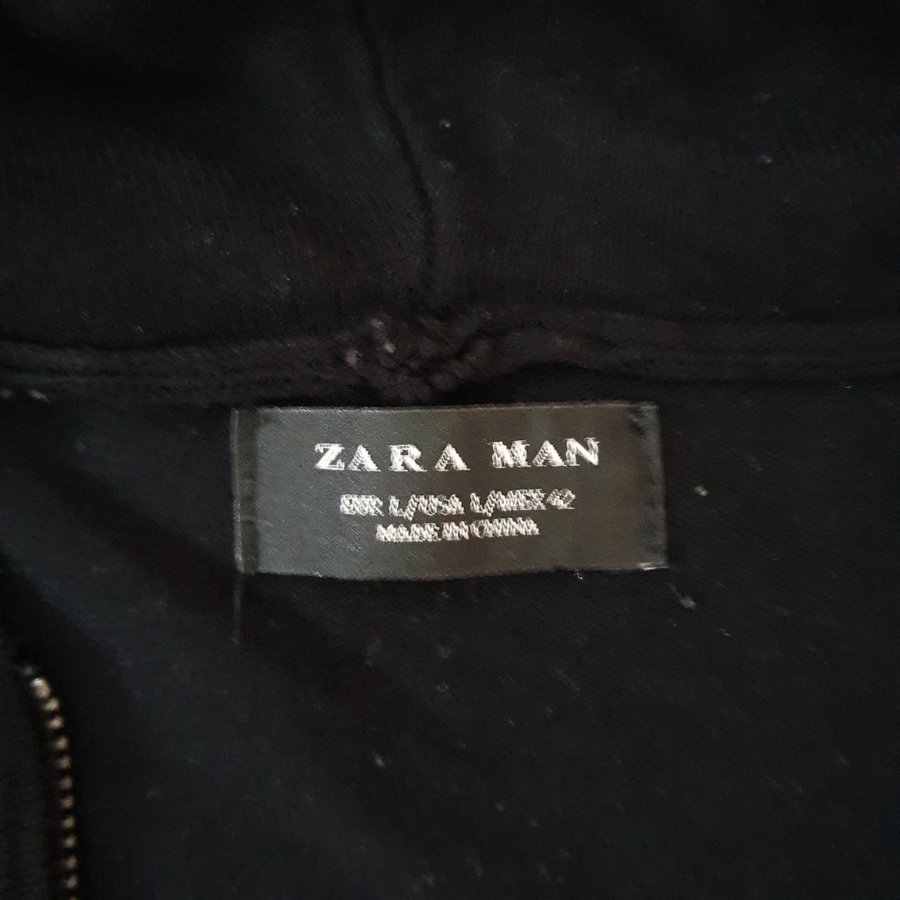 ZARA MAN
EUR L/USA L/MEX 42
MADE IN CHINA